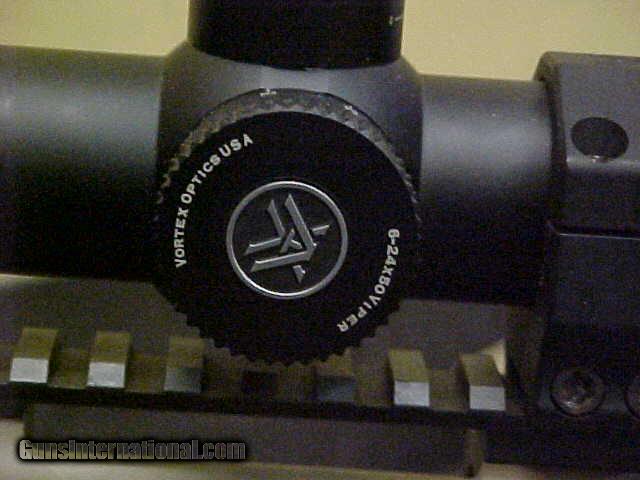 VORTEX OPTICS USA
6-24X50 VIPER
GunsInternational.com